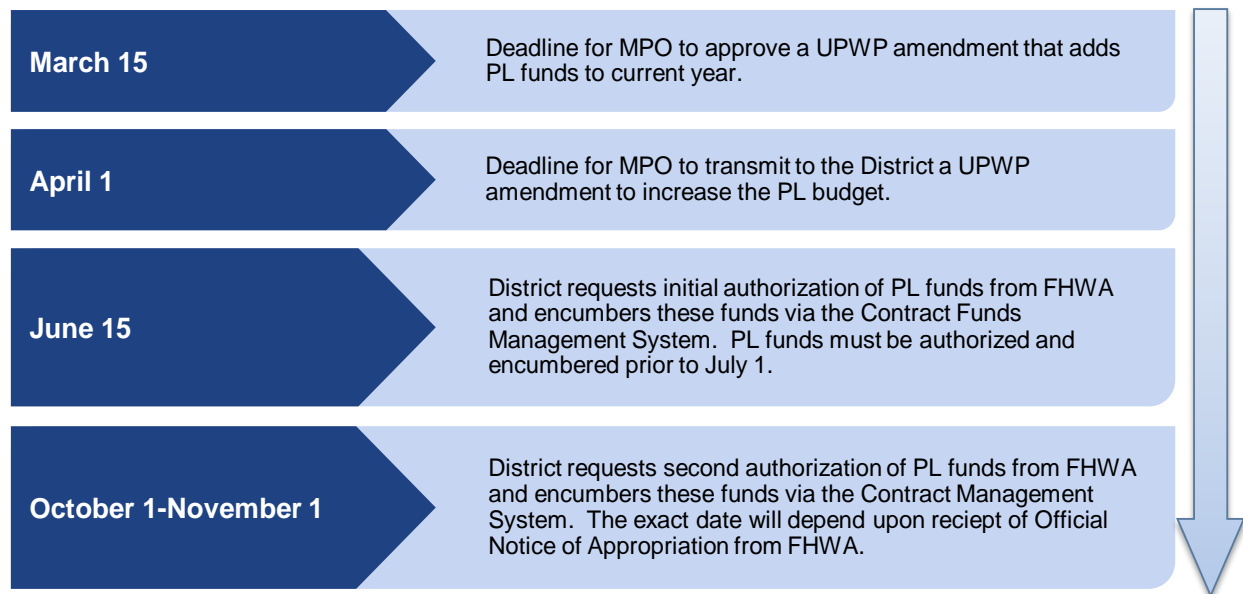 March 15
Deadline for MPO to approve a UPWP amendment that adds
PL funds to current year.
April 1
Deadline for MPO to transmit to the District a UPWP
amendment to increase the PL budget.
June 15
District requests initial authorization of PL funds from FHWA
and encumbers these funds via the Contract Funds
Management System.  PL funds must be authorized and
encumbered prior to July 1.
October 1-November 1
District requests second authorization of PL funds from FHWA
and encumbers these funds via the Contract Management
System.  The exact date will depend upon reciept of Official
Notice of Appropriation from FHWA.